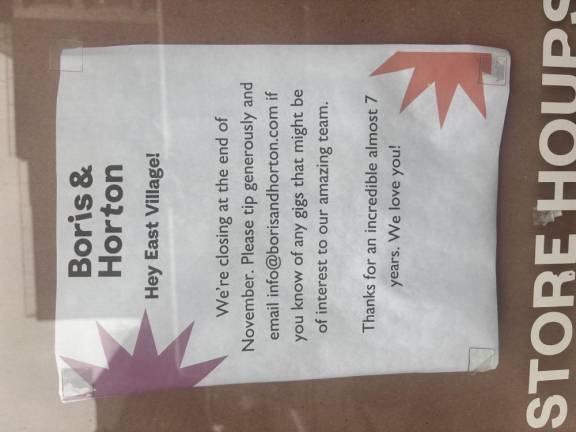 Boris &
Horton
Hey East Village!
We're closing at the end of
November. Please tip generously and
email info@borisandhorton.com if
you know of any gigs that might be
of interest to our amazing team.
Thanks for an incredible almost 7
years. We love you!
STORE HOURS